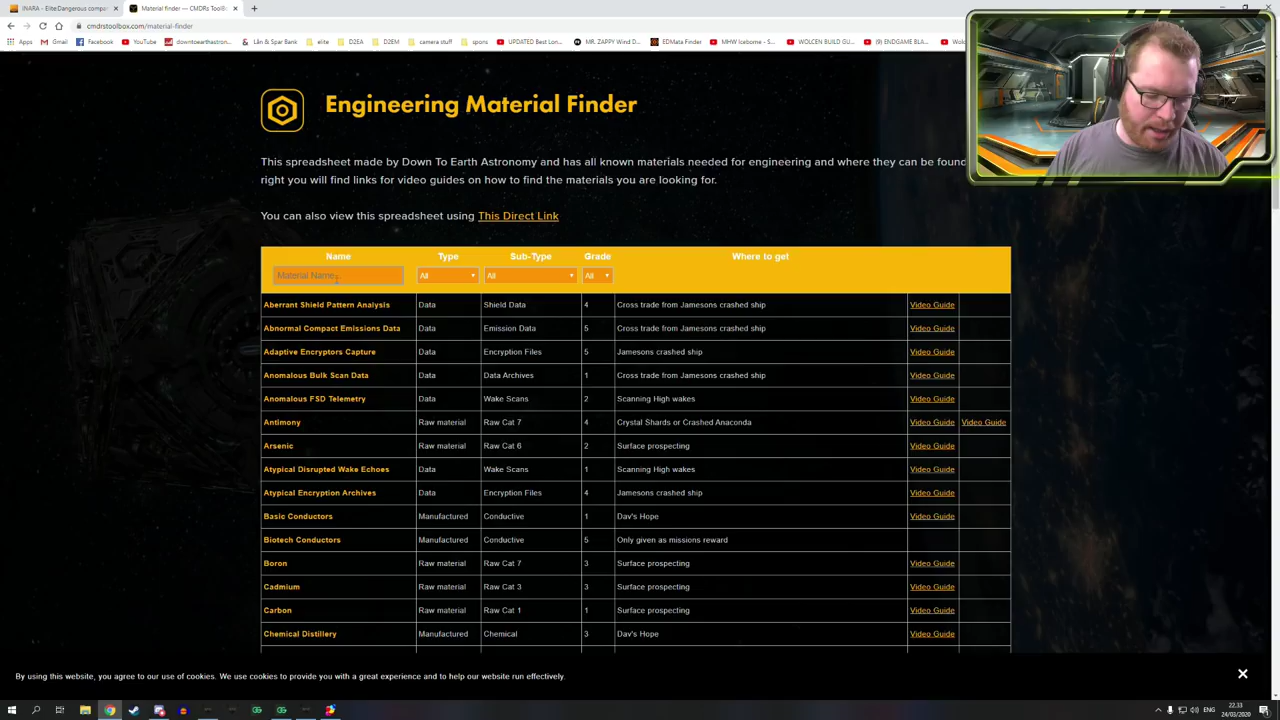 INARA - Elite:Dangerous compa
Material finder — CMDRs Toolb
cmdrstoolbox.com/material-finder
Apps
Gmail
Facebook
YouTube
downtoearthastron...
Lån & Spar Bank
elite
D2EA
D2EM
camera stuff
spons
UPDATED Best Lon...
MR. ZAPPY Wind D...
EDMats Finder
MHW Iceborne - S...
WOLCEN BUILD GU...
(9) ENDGAME BLA...
Engineering Material Finder
This spreadsheet made by Down To Earth Astronomy and has all known materials needed for engineering and where they can be found
right you will find links for video guides on how to find the materials you are looking for.
You can also view this spreadsheet using This Direct Link
Name Type Sub-Type Grade Where to get
Material Name.. All All All
Aberrant Shield Pattern Analysis Data Shield Data 4 Cross trade from Jamesons crashed ship Video Guide
Abnormal Compact Emissions Data Data Emission Data 5 Cross trade from Jamesons crashed ship Video Guide
Adaptive Encryptors Capture Data Encryption Files 5 Jamesons crashed ship Video Guide
Anomalous Bulk Scan Data Data Data Archives 1 Cross trade from Jamesons crashed ship Video Guide
Anomalous FSD Telemetry Data Wake Scans 2 Scanning High wakes Video Guide
Antimony Raw material Raw Cat 7 4 Crystal Shards or Crashed Anaconda Video Guide Video Guide
Arsenic Raw material Raw Cat 6 2 Surface prospecting Video Guide
Atypical Disrupted Wake Echoes Data Wake Scans 1 Scanning High wakes Video Guide
Atypical Encryption Archives Data Encryption Files 4 Jamesons crashed ship Video Guide
Basic Conductors Manufactured Conductive 1 Dav's Hope Video Guide
Biotech Conductors Manufactured Conductive 5 Only given as missions reward
Boron Raw material Raw Cat 7 3 Surface prospecting Video Guide
Cadmium Raw material Raw Cat 3 3 Surface prospecting Video Guide
Carbon Raw material Raw Cat 1 1 Surface prospecting Video Guide
Chemical Distillery Manufactured Chemical 3 Dav's Hope Video Guide
By using this website, you agree to our use of cookies. We use cookies to provide you with a great experience and to help our website run effectively.
ENG
22.33
24/03/2020